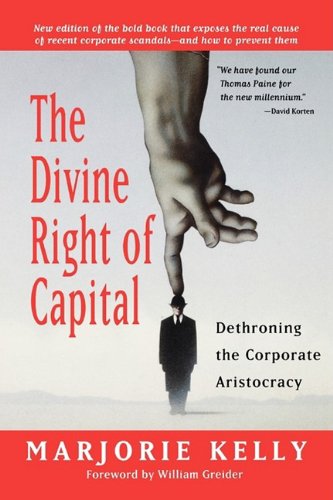 New edition of the bold book that exposes the real cause
of recent corporate scandals—and how to prevent them
"We have found our
Thomas Paine for
the new millennium."
—David Korten
The
Divine
Right of
Capital
Dethroning
the Corporate
Aristocracy
MARJORIE KELLY
Foreword by William Greider